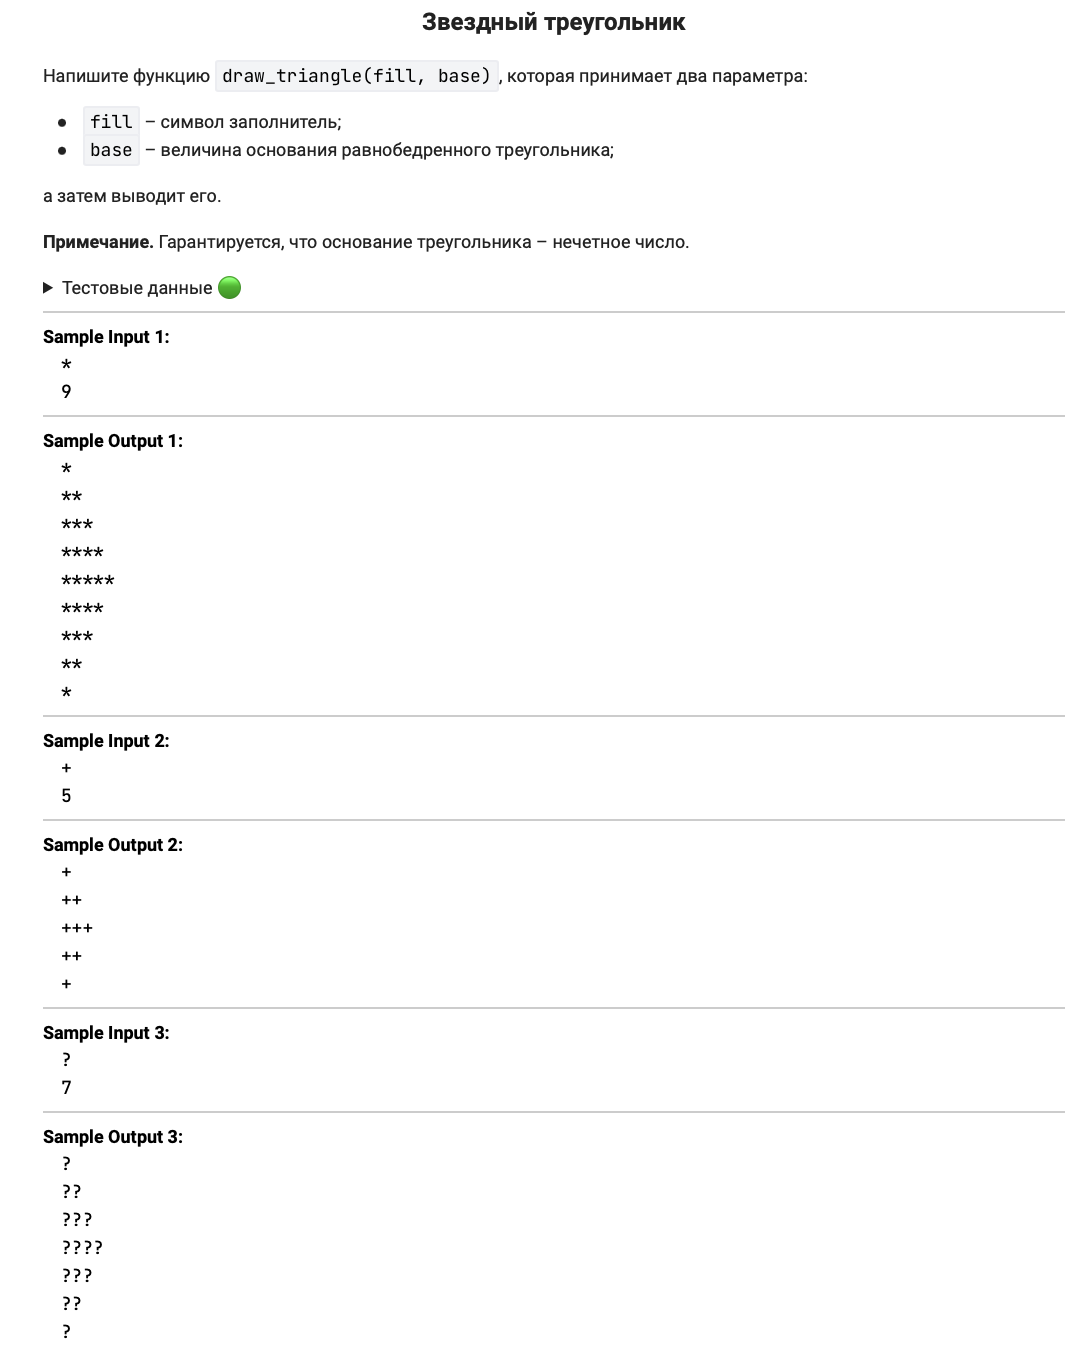 Звездный треугольник
Напишите функцию draw_triangle(fill, base), которая принимает два параметра:
● fill – символ заполнитель;
● base – величина основания равнобедренного треугольника;
а затем выводит его.
Примечание. Гарантируется, что основание треугольника – нечетное число.
▶ Тестовые данные 🟢
Sample Input 1:
*
9
Sample Output 1:
*
**
***
****
*****
****
***
**
*
Sample Input 2:
+
5
Sample Output 2:
+
++
+++
++
+
Sample Input 3:
?
7
Sample Output 3:
?
??
???
????
???
??
?